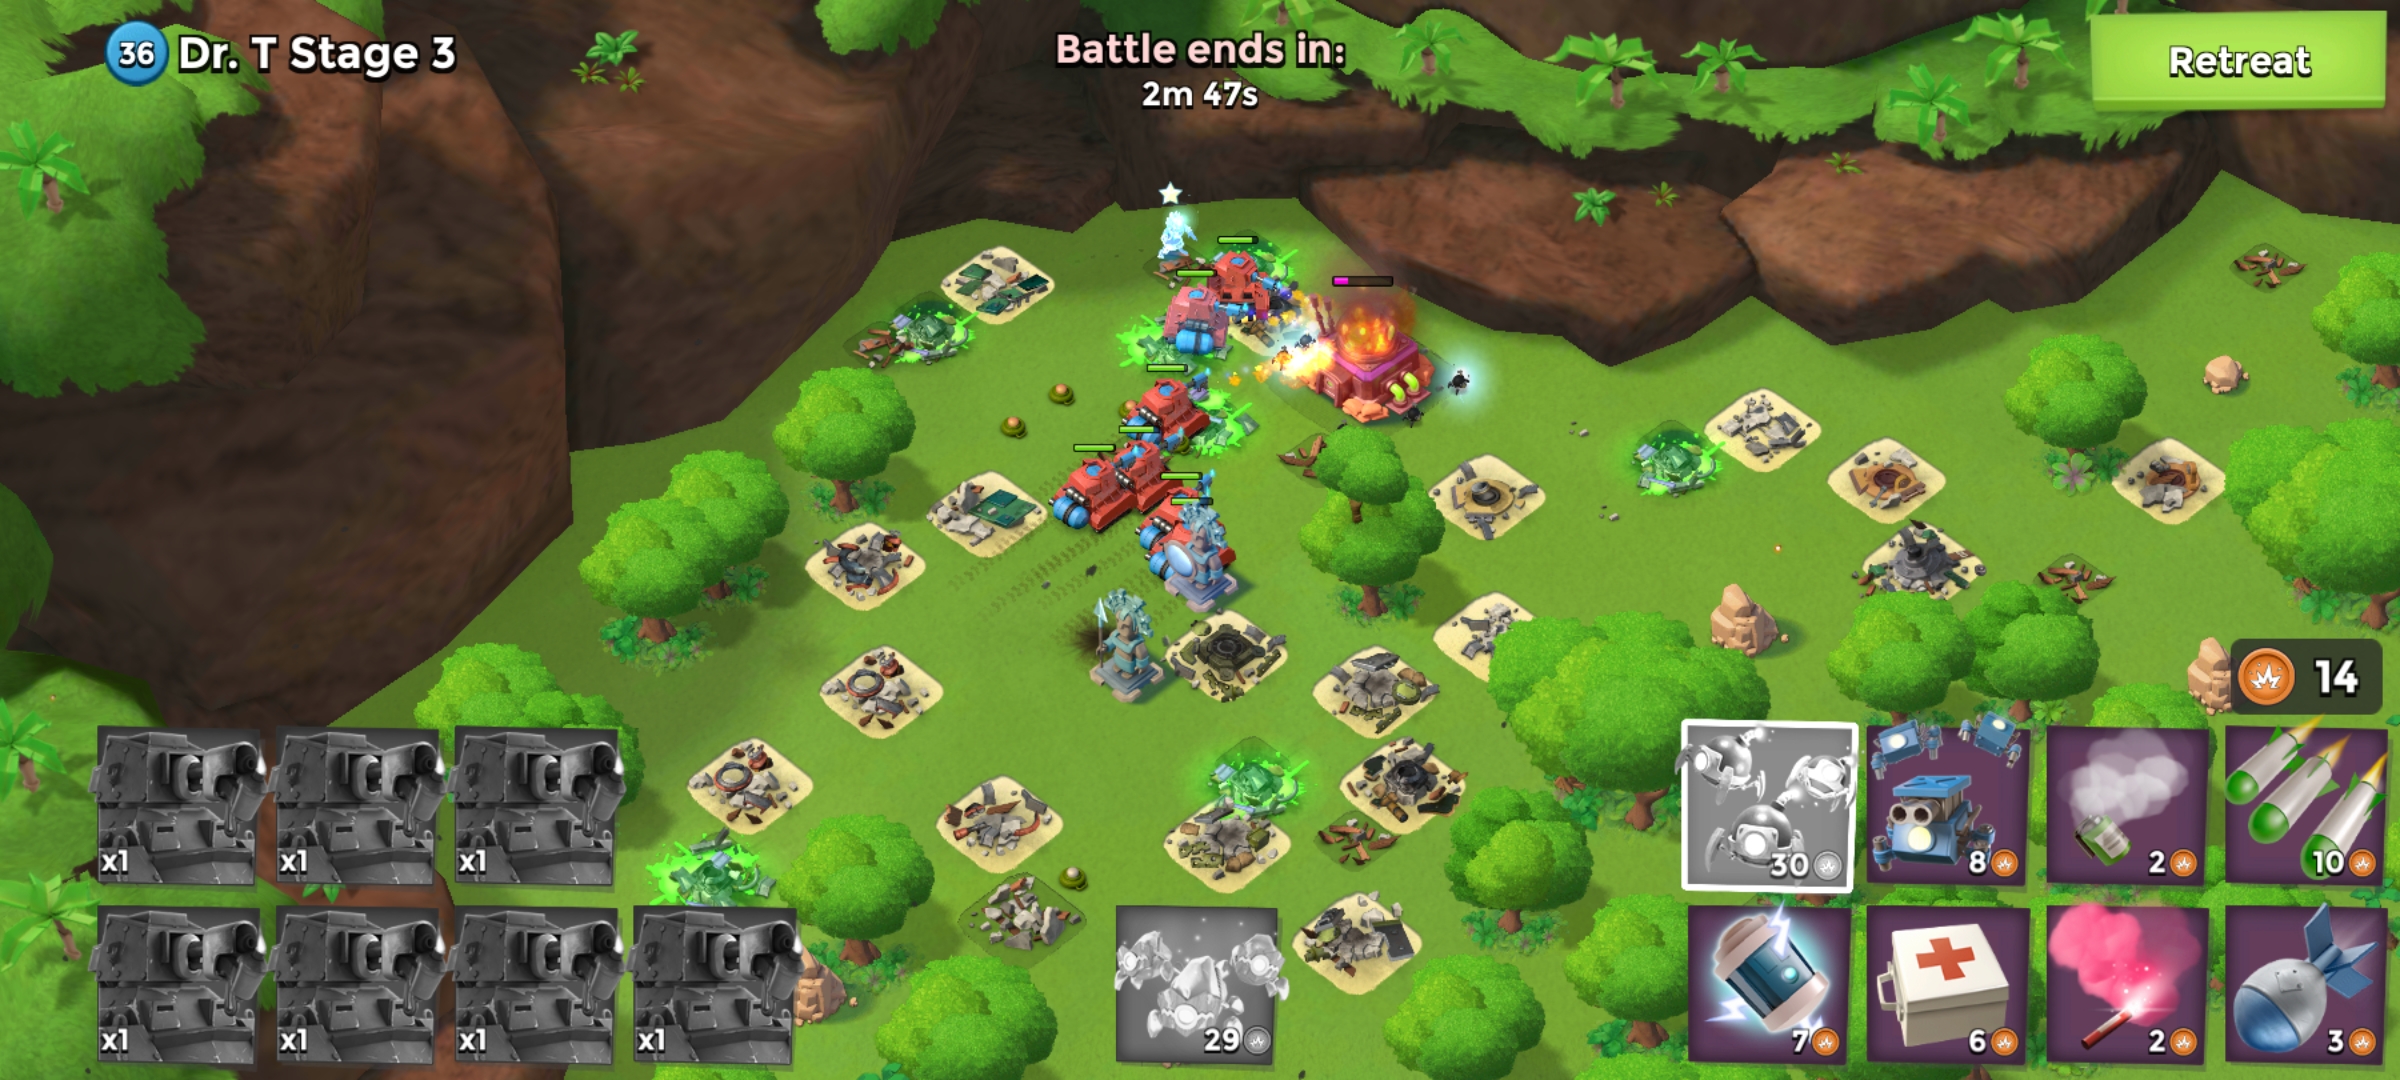 36 Dr. T Stage 3
Battle ends in:
2m 47s
Retreat
14
x1 x1 x1
30 8 2 10
x1 x1 x1 x1
29
7 6 2 3